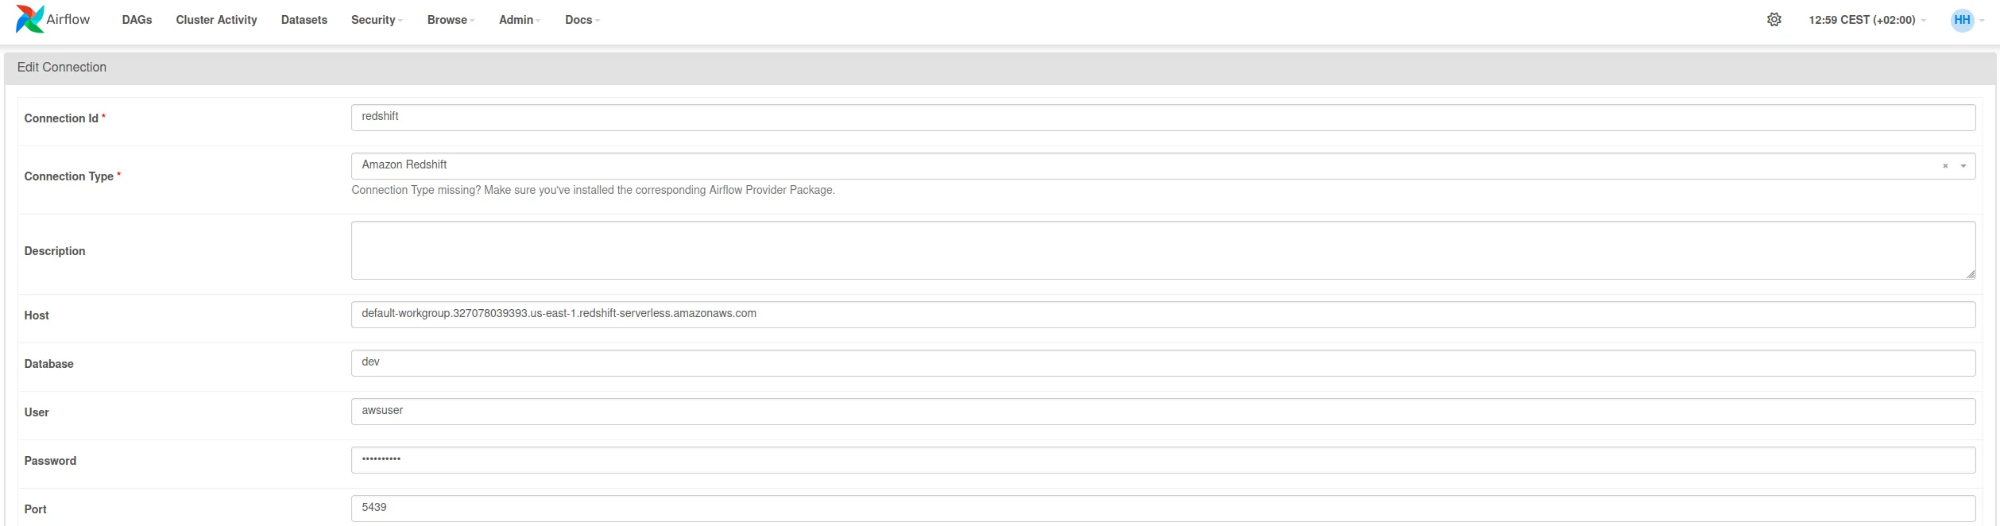 Airflow DAGs Cluster Activity Datasets Security Browse Admin Docs 12:59 CEST (+02:00) HH
Edit Connection
Connection Id * redshift
Connection Type * Amazon Redshift × 
Connection Type missing? Make sure you've installed the corresponding Airflow Provider Package.
Description
Host default-workgroup.327078039393.us-east-1.redshift-serverless.amazonaws.com
Database dev
User awsuser
Password ••••••••••
Port 5439